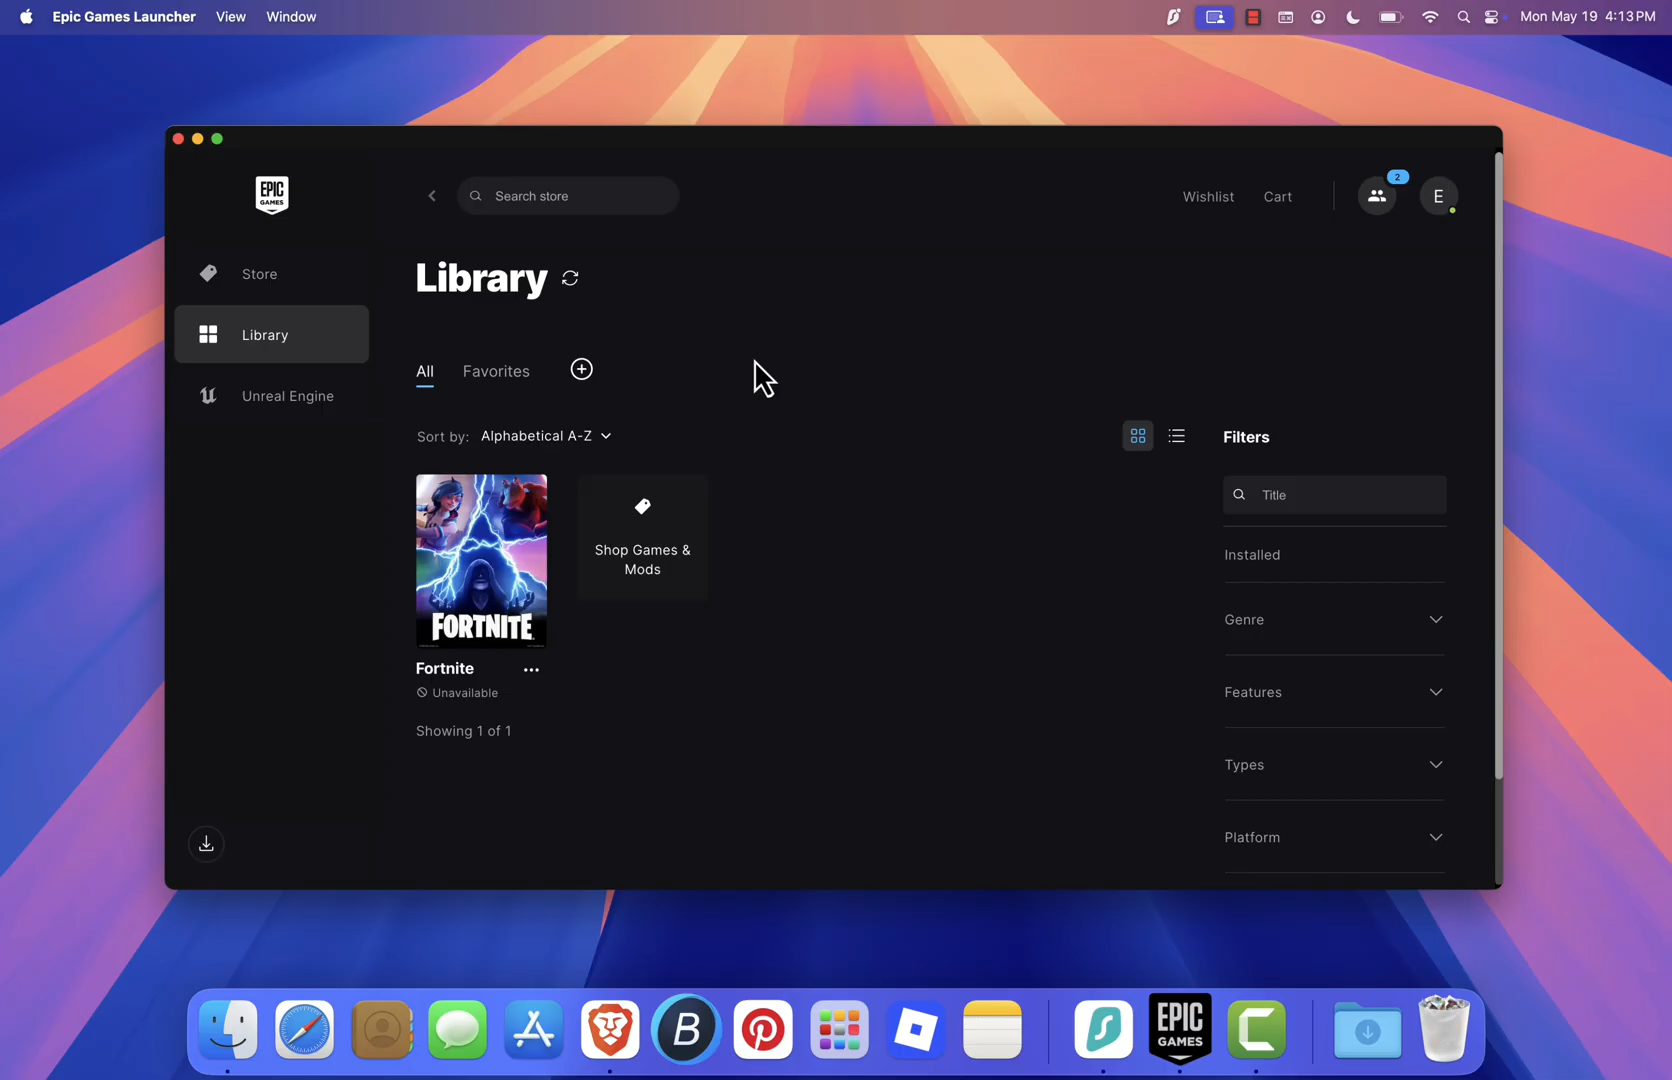 Epic Games Launcher View Window
Mon May 19 4:13 PM
EPIC
GAMES
Search store
Wishlist
Cart
2
E
Store
Library
Unreal Engine
Library
All
Favorites
Sort by: Alphabetical A-Z
FORTNITE
Fortnite
Unavailable
Shop Games &
Mods
Showing 1 of 1
Filters
Title
Installed
Genre
Features
Types
Platform
B
EPIC
GAMES